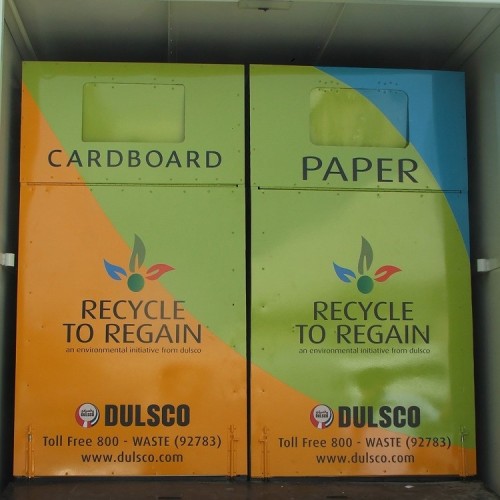 CARDBOARD
RECYCLE
TO REGAIN
an environmental initiative from dulsco
DULSCO
Toll Free 800 - WASTE (92783)
www.dulsco.com
PAPER
RECYCLE
TO REGAIN
an environmental initiative from dulsco
DULSCO
Toll Free 800 - WASTE (92783)
www.dulsco.com